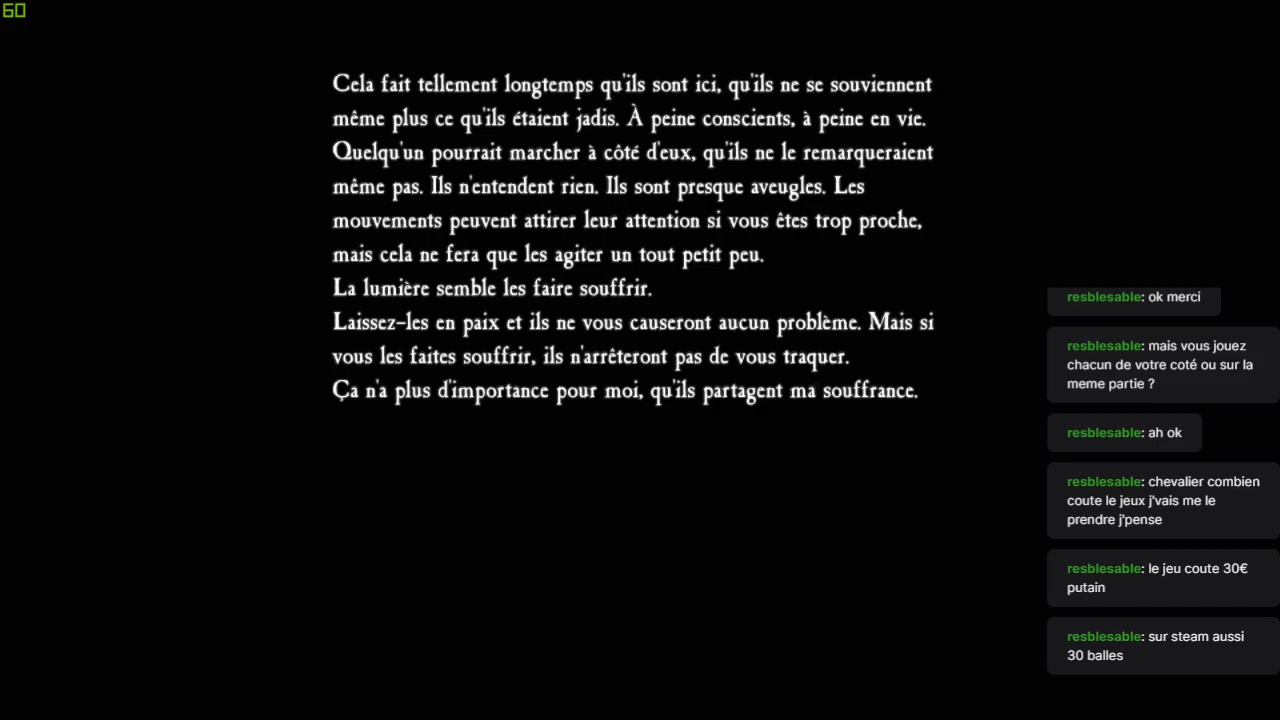 60
Cela fait tellement longtemps qu'ils sont ici, qu'ils ne se souviennent
même plus ce qu'ils étaient jadis. À peine conscients, à peine en vie.
Quelqu'un pourrait marcher à côté d'eux, qu'ils ne le remarqueraient
même pas. Ils n'entendent rien. Ils sont presque aveugles. Les
mouvements peuvent attirer leur attention si vous êtes trop proche,
mais cela ne fera que les agiter un tout petit peu.
La lumière semble les faire souffrir.
Laissez-les en paix et ils ne vous causeront aucun problème. Mais si
vous les faites souffrir, ils n'arrêteront pas de vous traquer.
Ça n'a plus d'importance pour moi, qu'ils partagent ma souffrance.
resblesable: ok merci
resblesable: mais vous jouez
chacun de votre coté ou sur la
meme partie ?
resblesable: ah ok
resblesable: chevalier combien
coute le jeux j'vais me le
prendre j'pense
resblesable: le jeu coute 30€
putain
resblesable: sur steam aussi
30 balles